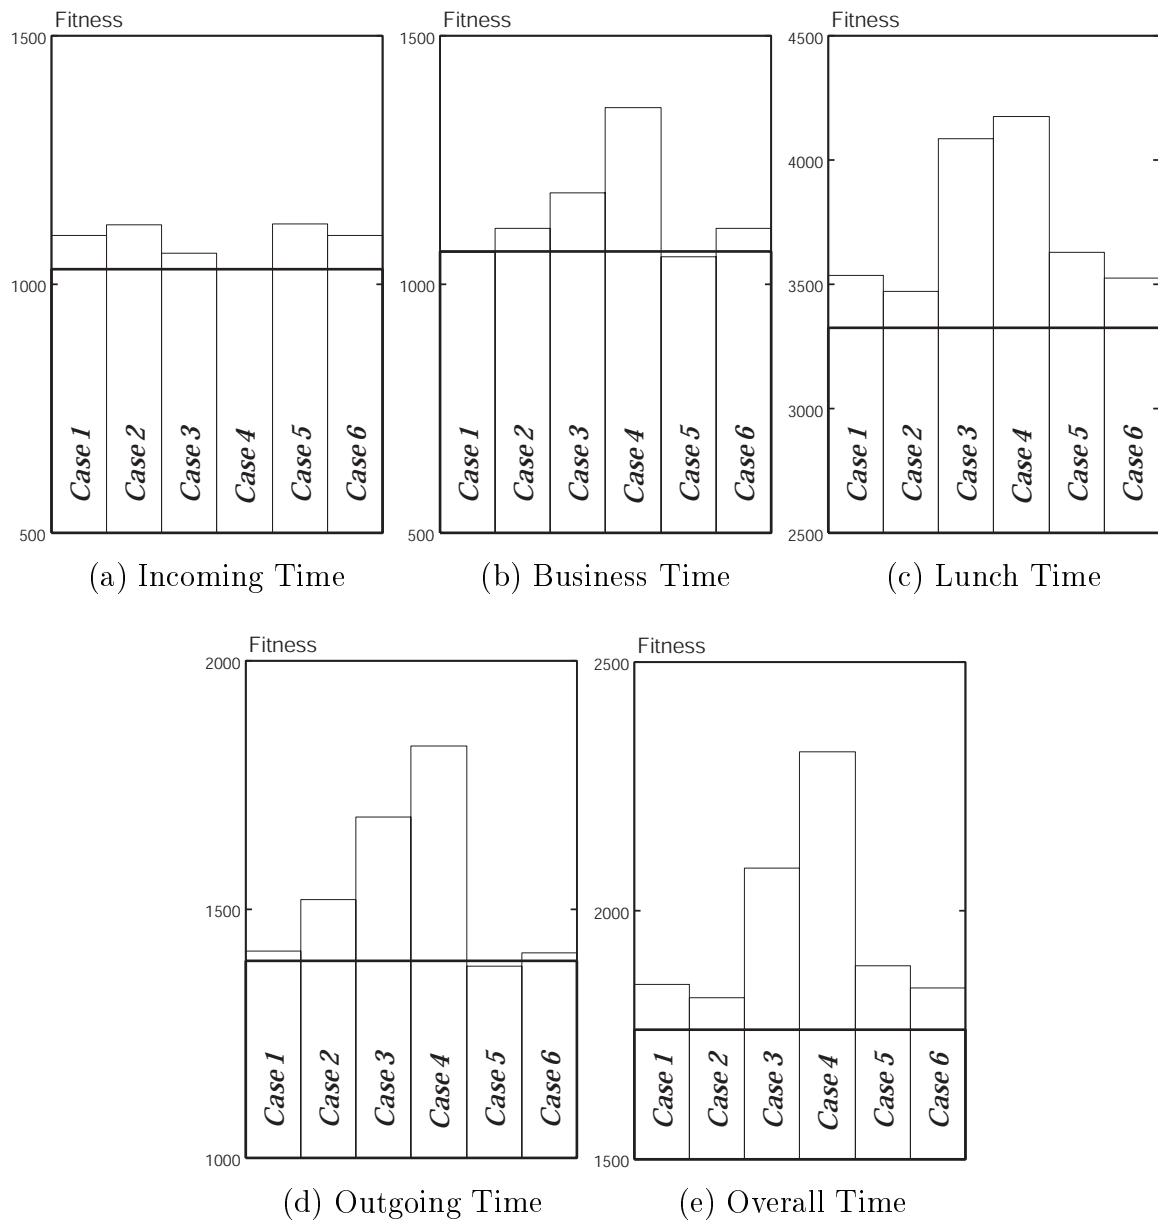 Fitness
1500
1000
500
Case 1
Case 2
Case 3
Case 4
Case 5
Case 6
(a) Incoming Time
Fitness
1500
1000
500
Case 1
Case 2
Case 3
Case 4
Case 5
Case 6
(b) Business Time
Fitness
4500
4000
3500
3000
2500
Case 1
Case 2
Case 3
Case 4
Case 5
Case 6
(c) Lunch Time
Fitness
2000
1500
1000
Case 1
Case 2
Case 3
Case 4
Case 5
Case 6
(d) Outgoing Time
Fitness
2500
2000
1500
Case 1
Case 2
Case 3
Case 4
Case 5
Case 6
(e) Overall Time